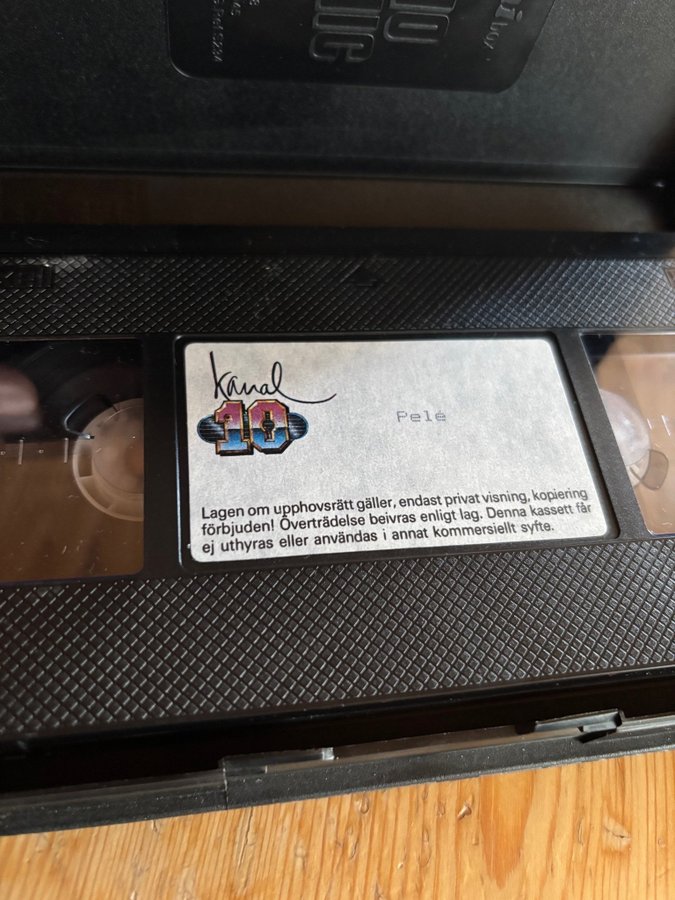 box
Kanal
10
Pelé
Lagen om upphovsrätt gäller, endast privat visning, kopiering
förbjuden! Överträdelse beivras enligt lag. Denna kassett får
ej uthyras eller användas i annat kommersiellt syfte.